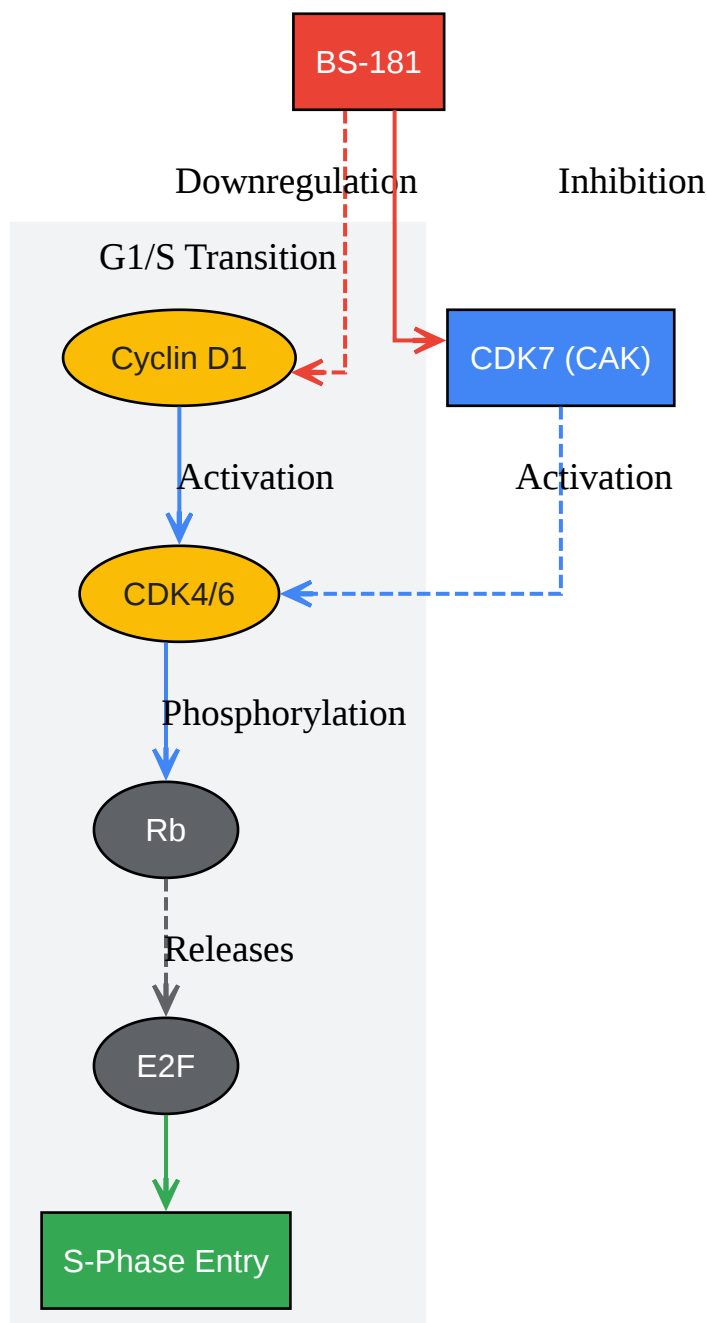 BS-181
Downregulation
Inhibition
G1/S Transition
Cyclin D1
CDK7 (CAK)
Activation
Activation
CDK4/6
Phosphorylation
Rb
Releases
E2F
S-Phase Entry